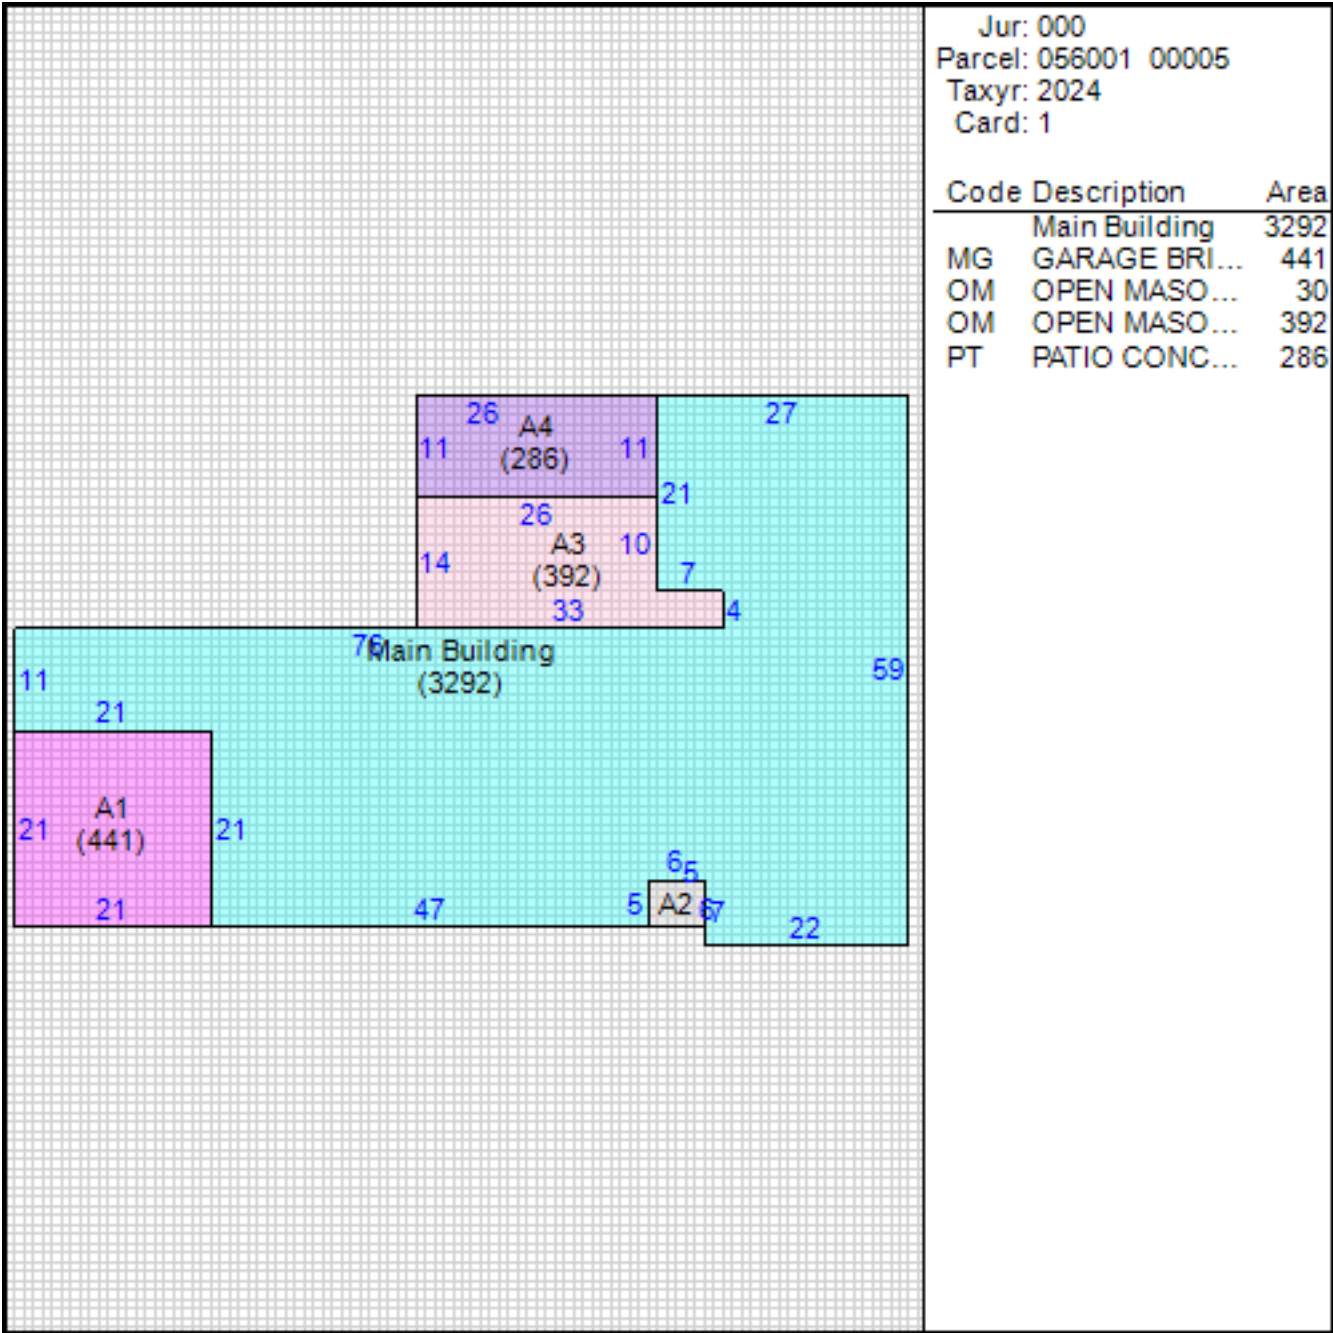 Jur: 000
Parcel: 056001 00005
Taxyr: 2024
Card: 1
Code Description Area
Main Building 3292
MG GARAGE BRI... 441
OM OPEN MASO... 30
OM OPEN MASO... 392
PT PATIO CONC... 286
26 27
A4
11 (286) 11
21
26
A3 10
14 (392) 7
33 4
76
Main Building
(3292)
59
11
21
A1
21 (441) 21
6
5
5 A2 6 7
21 47
22